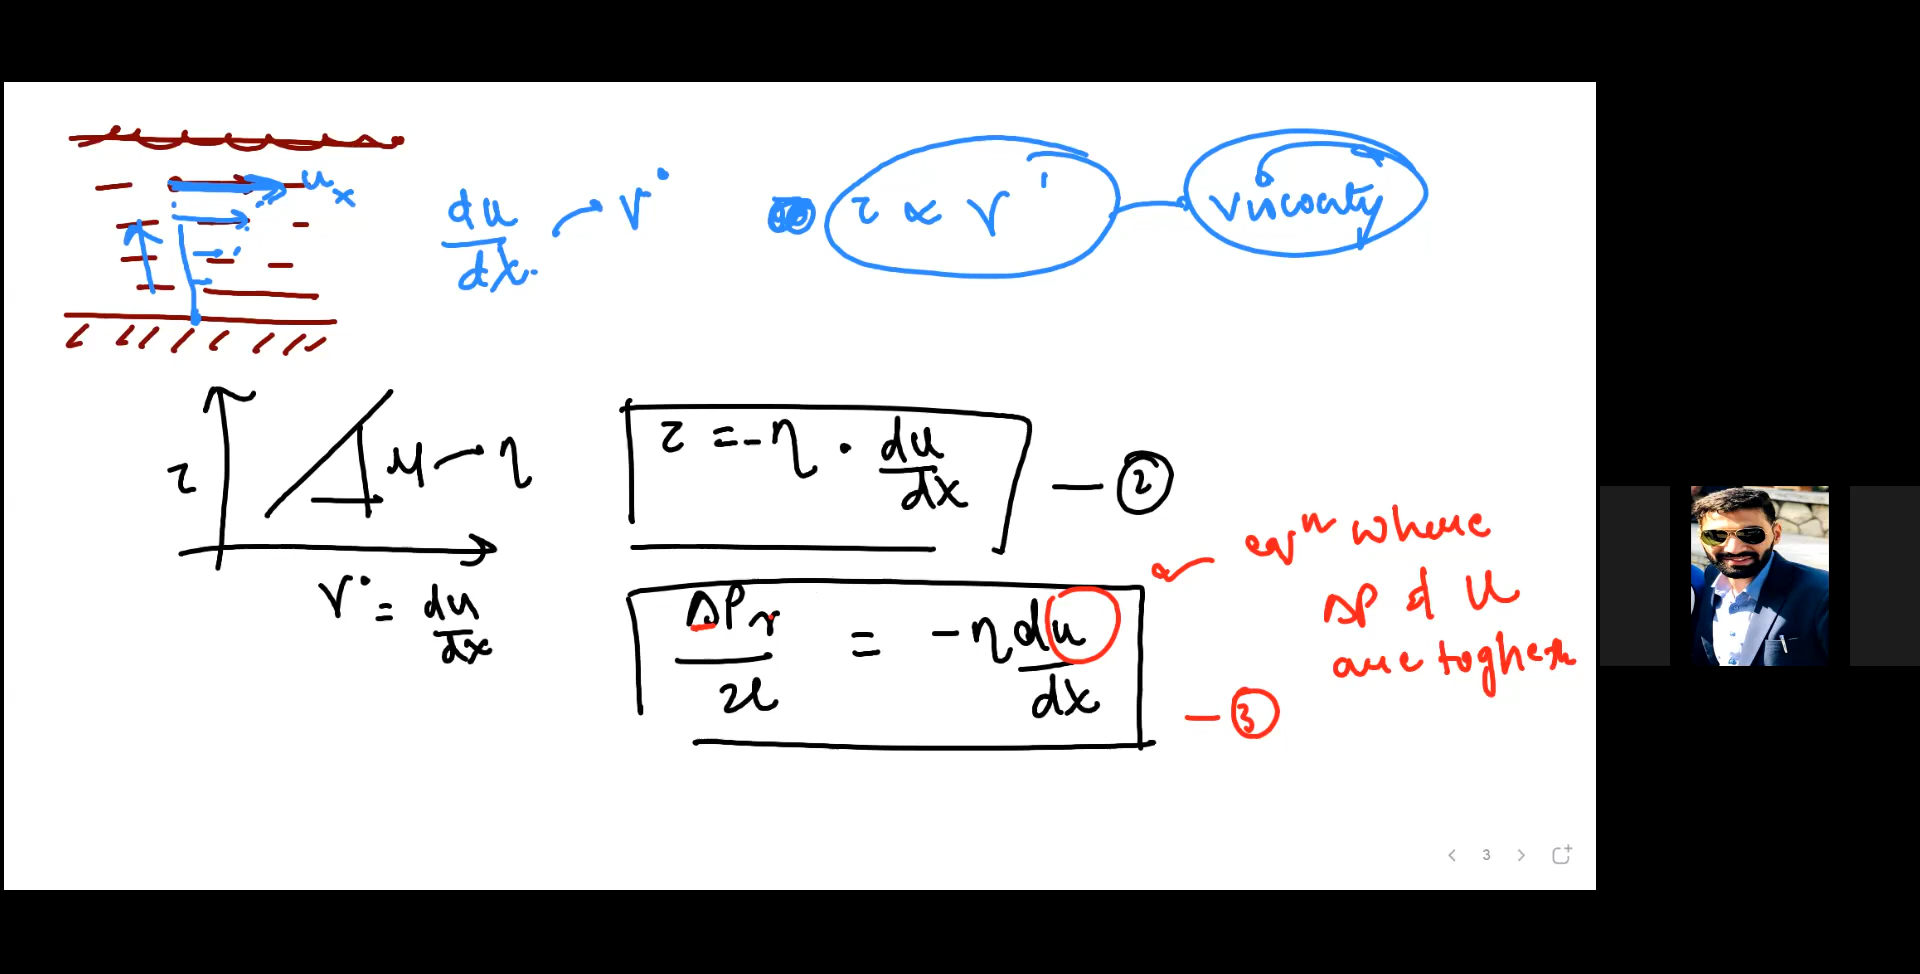 u_x
du/dx → γ̇
τ ∝ γ̇
viscosity
τ
μ → η
γ̇ = du/dx
τ = -η · du/dx — ②
ΔPr/2l = -η du/dx — ③
eqⁿ where
ΔP & U
are togher
3